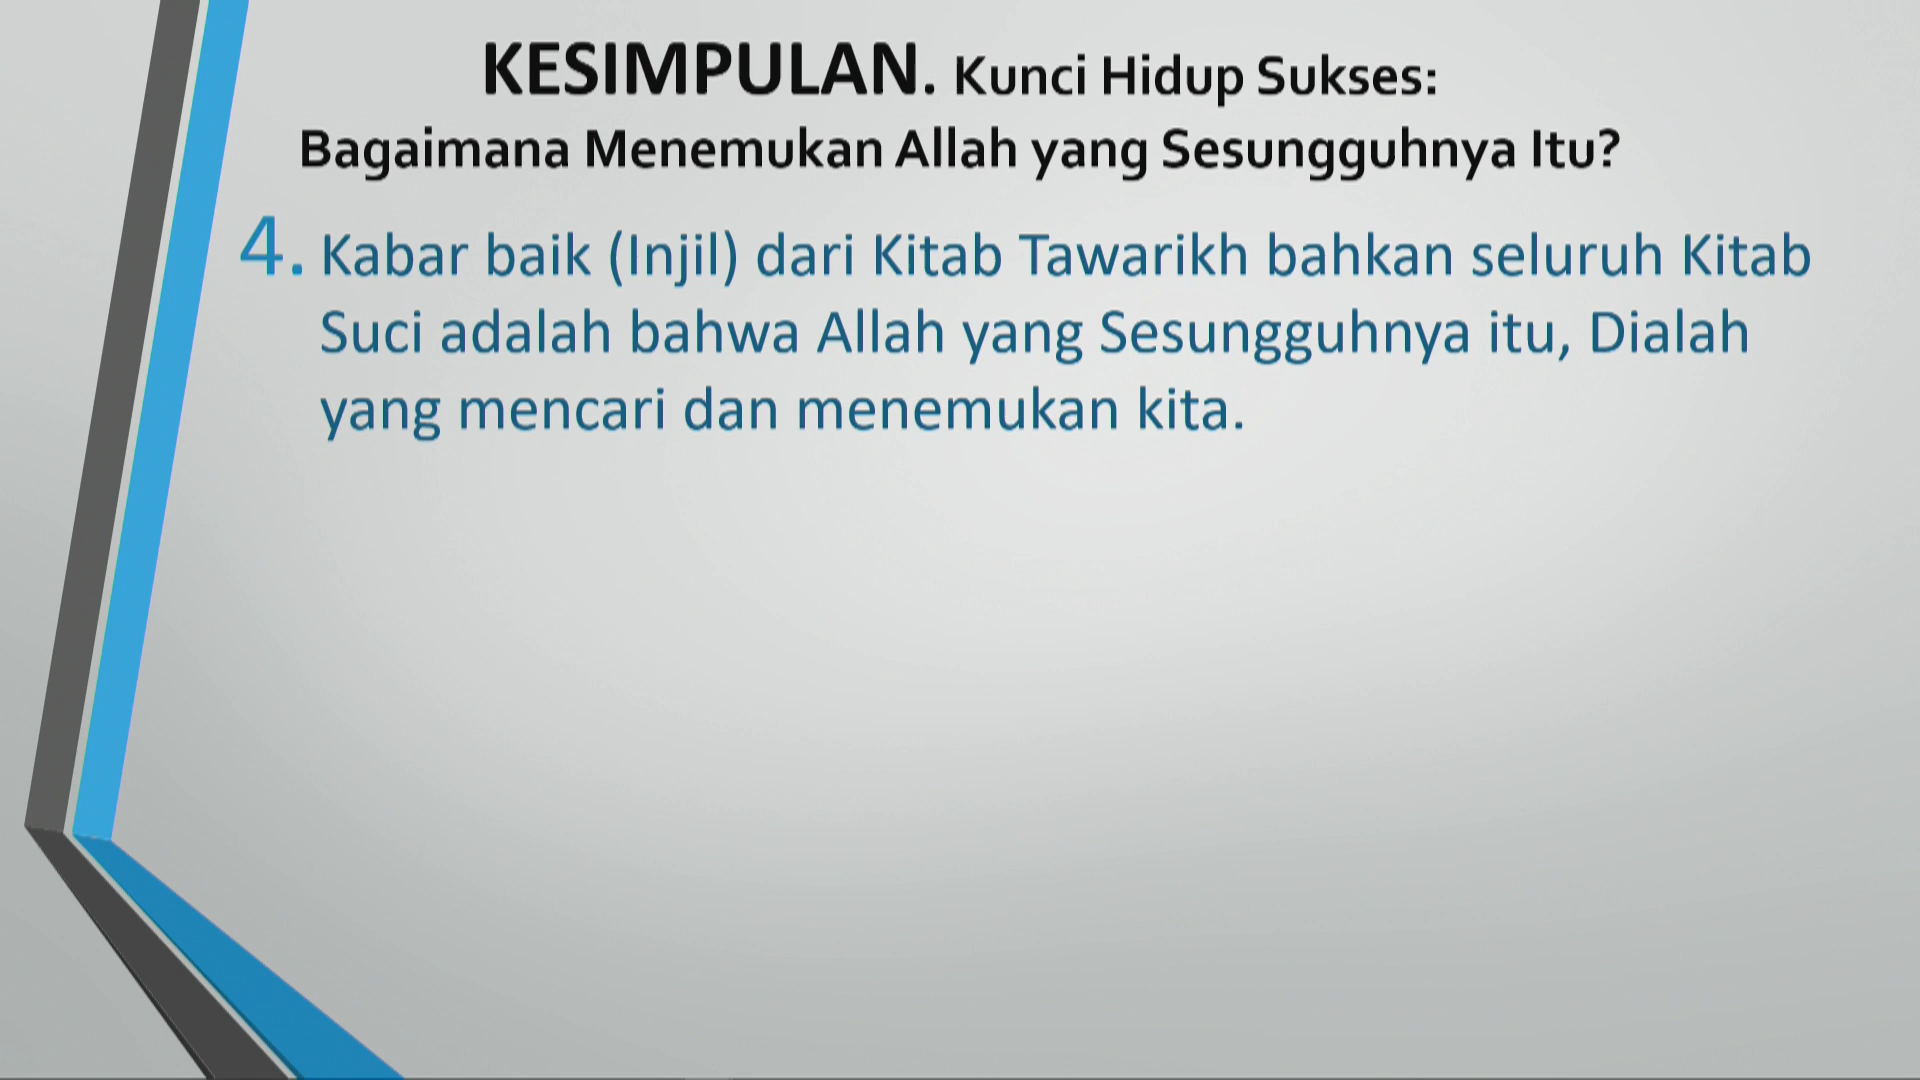 KESIMPULAN. Kunci Hidup Sukses:
Bagaimana Menemukan Allah yang Sesungguhnya Itu?
4. Kabar baik (Injil) dari Kitab Tawarikh bahkan seluruh Kitab
Suci adalah bahwa Allah yang Sesungguhnya itu, Dialah
yang mencari dan menemukan kita.